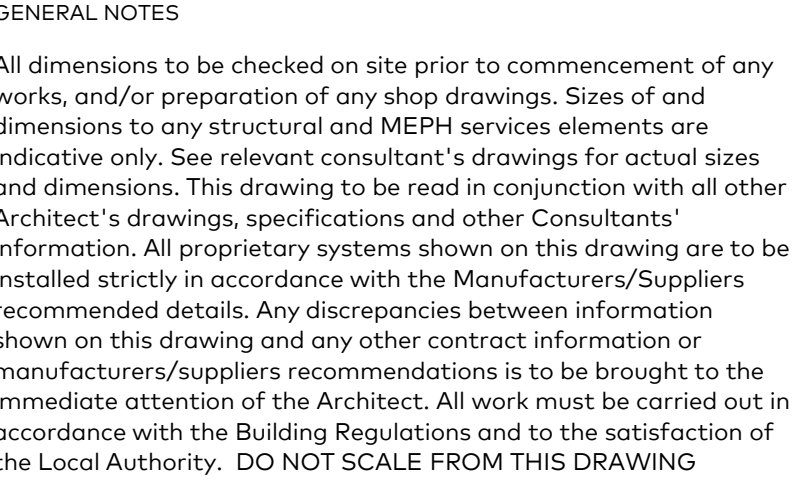 GENERAL NOTES
All dimensions to be checked on site prior to commencement of any
works, and/or preparation of any shop drawings. Sizes of and
dimensions to any structural and MEPH services elements are
indicative only. See relevant consultant's drawings for actual sizes
and dimensions. This drawing to be read in conjunction with all other
Architect's drawings, specifications and other Consultants'
information. All proprietary systems shown on this drawing are to be
installed strictly in accordance with the Manufacturers/Suppliers
recommended details. Any discrepancies between information
shown on this drawing and any other contract information or
manufacturers/suppliers recommendations is to be brought to the
immediate attention of the Architect. All work must be carried out in
accordance with the Building Regulations and to the satisfaction of
the Local Authority.  DO NOT SCALE FROM THIS DRAWING